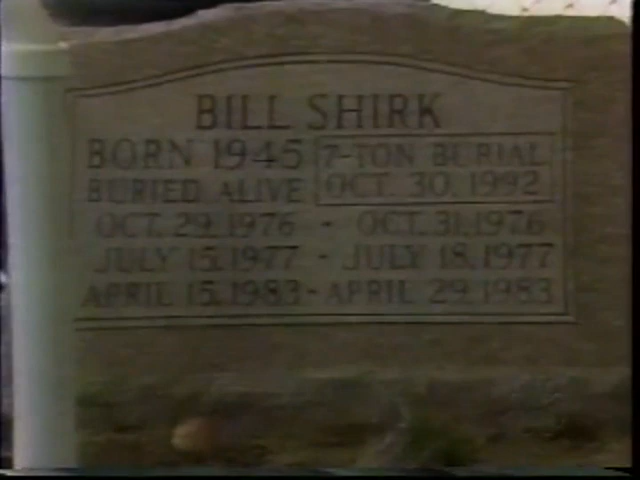 BILL SHIRK
BORN 1945
BURIED ALIVE
7-TON BURIAL
OCT. 30, 1992
OCT. 29, 1976 - OCT. 31, 1976
JULY 15, 1977 - JULY 18, 1977
APRIL 15, 1983 - APRIL 29, 1983